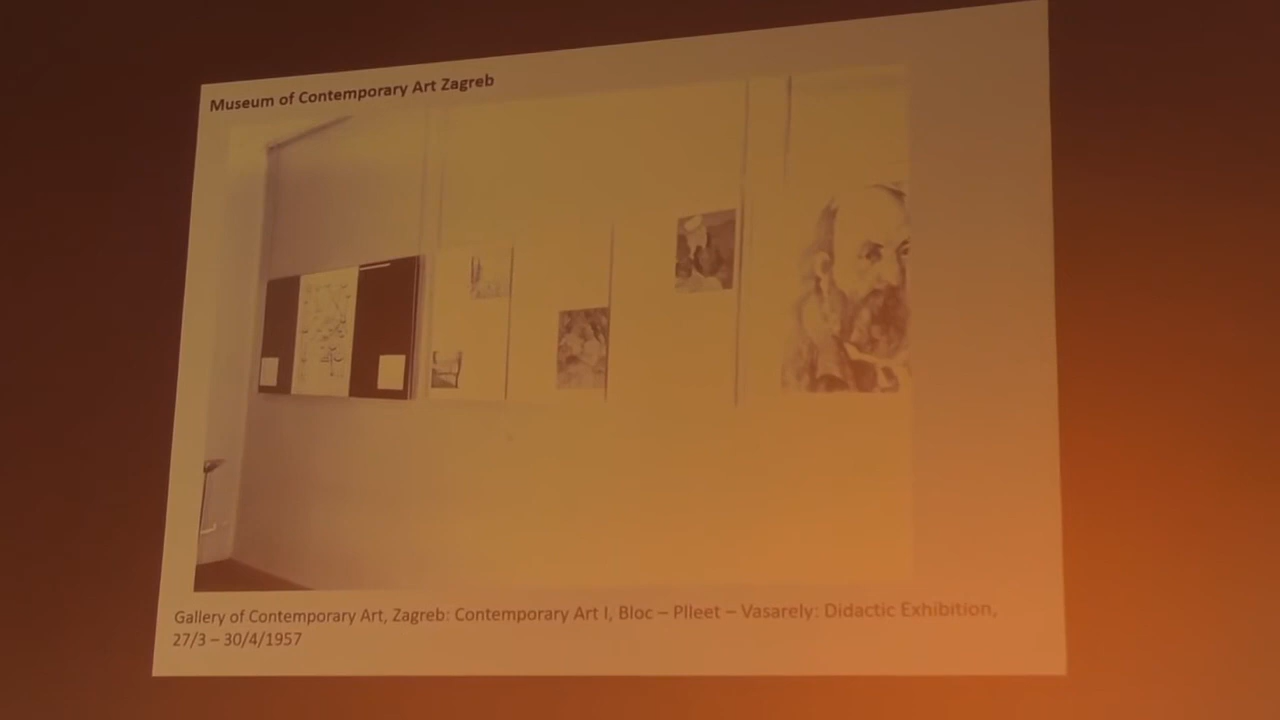 Museum of Contemporary Art Zagreb
Gallery of Contemporary Art, Zagreb: Contemporary Art I, Bloc – Plleet – Vasarely: Didactic Exhibition,
27/3 – 30/4/1957